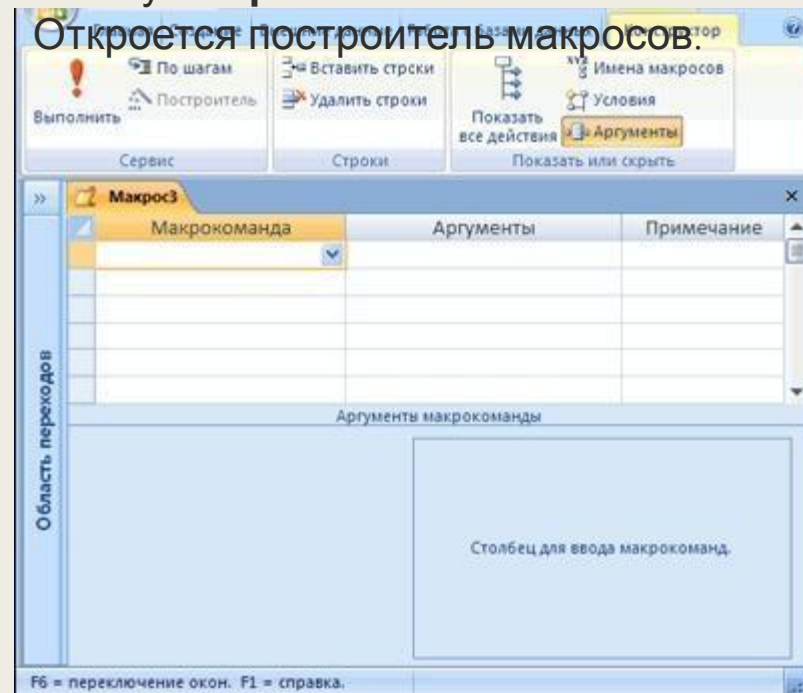 Откроется построитель макросов.
По шагам
Построитель
Выполнить
Сервис
Вставить строки
Удалить строки
Строки
Показать
все действия
Имена макросов
Условия
Аргументы
Показать или скрыть
Макрос3
Макрокоманда Аргументы Примечание
Область переходов
Аргументы макрокоманды
Столбец для ввода макрокоманд.
F6 = переключение окон. F1 = справка.